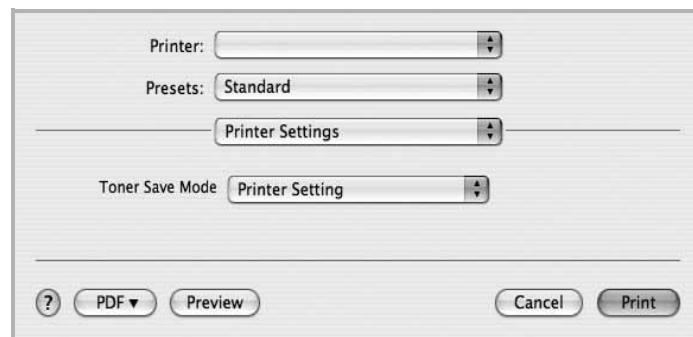 Printer:
Presets: Standard
Printer Settings
Toner Save Mode Printer Setting
? PDF ▼ Preview Cancel Print